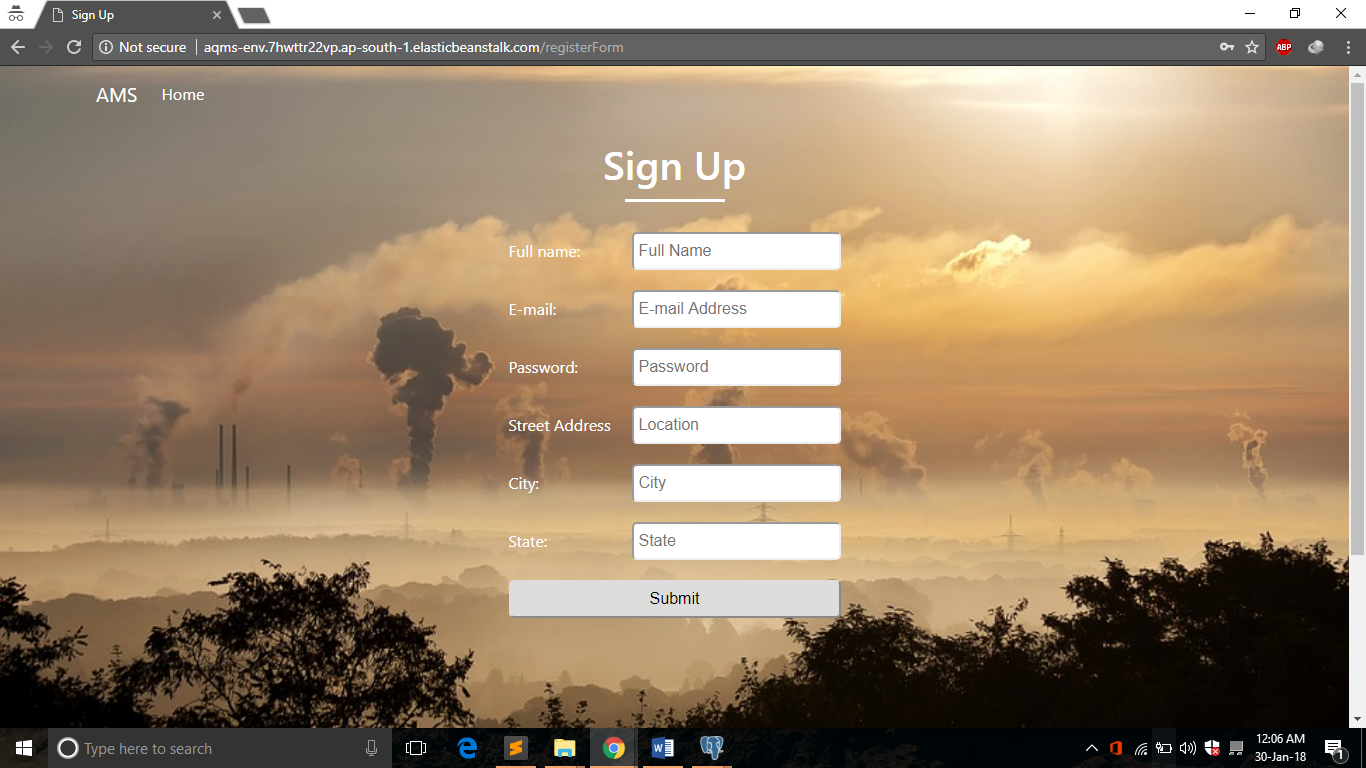 Sign Up
Not secure aqms-env.7hwttr22vp.ap-south-1.elasticbeanstalk.com/registerForm
ABP
AMS Home
Sign Up
Full name: Full Name
E-mail: E-mail Address
Password: Password
Street Address Location
City: City
State: State
Submit
Type here to search
12:06 AM
30-Jan-18
1